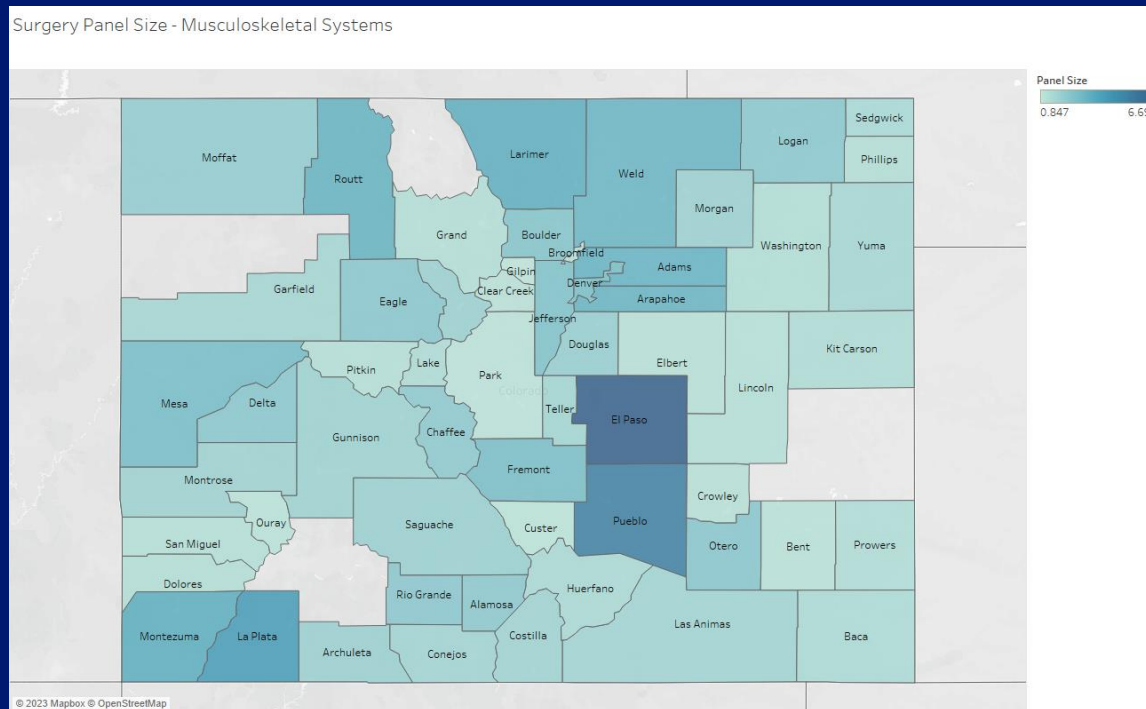 Surgery Panel Size - Musculoskeletal Systems
Panel Size
0.847 6.69
Moffat
Routt
Larimer
Weld
Logan
Sedgwick
Phillips
Morgan
Grand
Boulder
Broomfield
Washington
Yuma
Gilpin
Clear Creek
Denver
Adams
Arapahoe
Garfield
Eagle
Jefferson
Douglas
Elbert
Lincoln
Kit Carson
Pitkin
Lake
Park
Colorado
Mesa
Delta
Teller
El Paso
Gunnison
Chaffee
Fremont
Montrose
Crowley
Ouray
Saguache
Custer
Pueblo
Otero
Bent
Prowers
San Miguel
Dolores
Huerfano
Rio Grande
Alamosa
Montezuma
La Plata
Archuleta
Conejos
Costilla
Las Animas
Baca
© 2023 Mapbox © OpenStreetMap